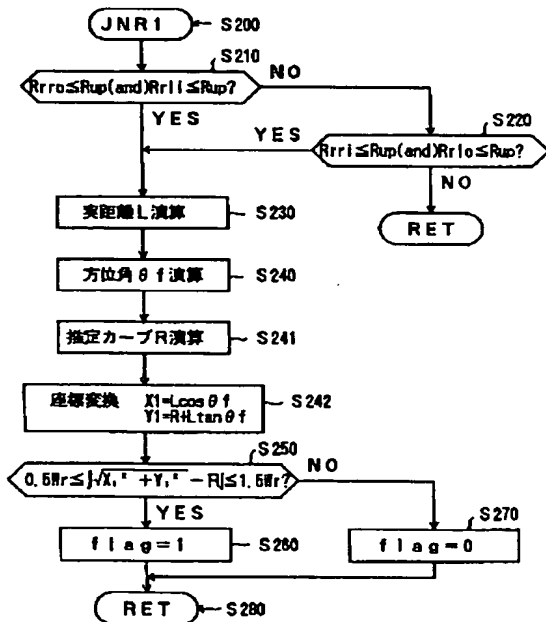 JNR1
S200
S210
Rrro≤Rup(and)Rrli≤Rup?
NO
YES
S220
YES
Rrri≤Rup(and)Rrlo≤Rup?
NO
RET
実距離L演算
S230
方位角θf演算
S240
指定カーブR演算
S241
座標変換 X1=Lcosθf
Y1=R+Ltanθf
S242
S250
0.5Wr≤|√X₁²+Y₁²-R|≤1.5Wr?
NO
YES
S270
flag=1
S260
flag=0
RET
S280